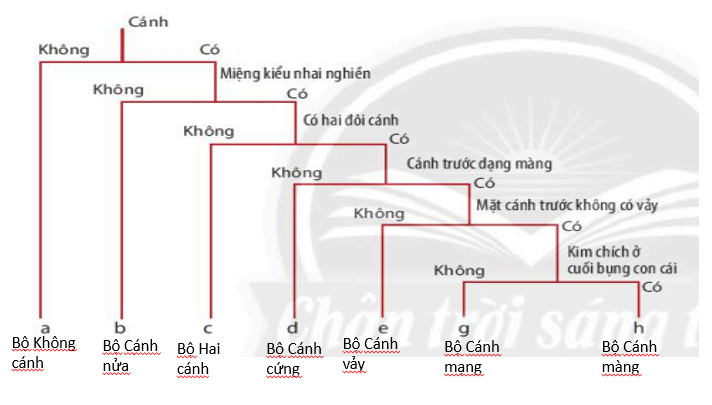 Cánh
Không
Có
Miệng kiểu nhai nghiền
Không
Có
Có hai đôi cánh
Không
Có
Cánh trước dạng màng
Không
Có
Mặt cánh trước không có vảy
Không
Có
Kim chích ở
cuối bụng con cái
Không
Có
Chân trời sáng t
a
b
c
d
e
g
h
Bộ Không
cánh
Bộ Cánh
nửa
Bộ Hai
cánh
Bộ Cánh
cứng
Bộ Cánh
vảy
Bộ Cánh
mạng
Bộ Cánh
màng